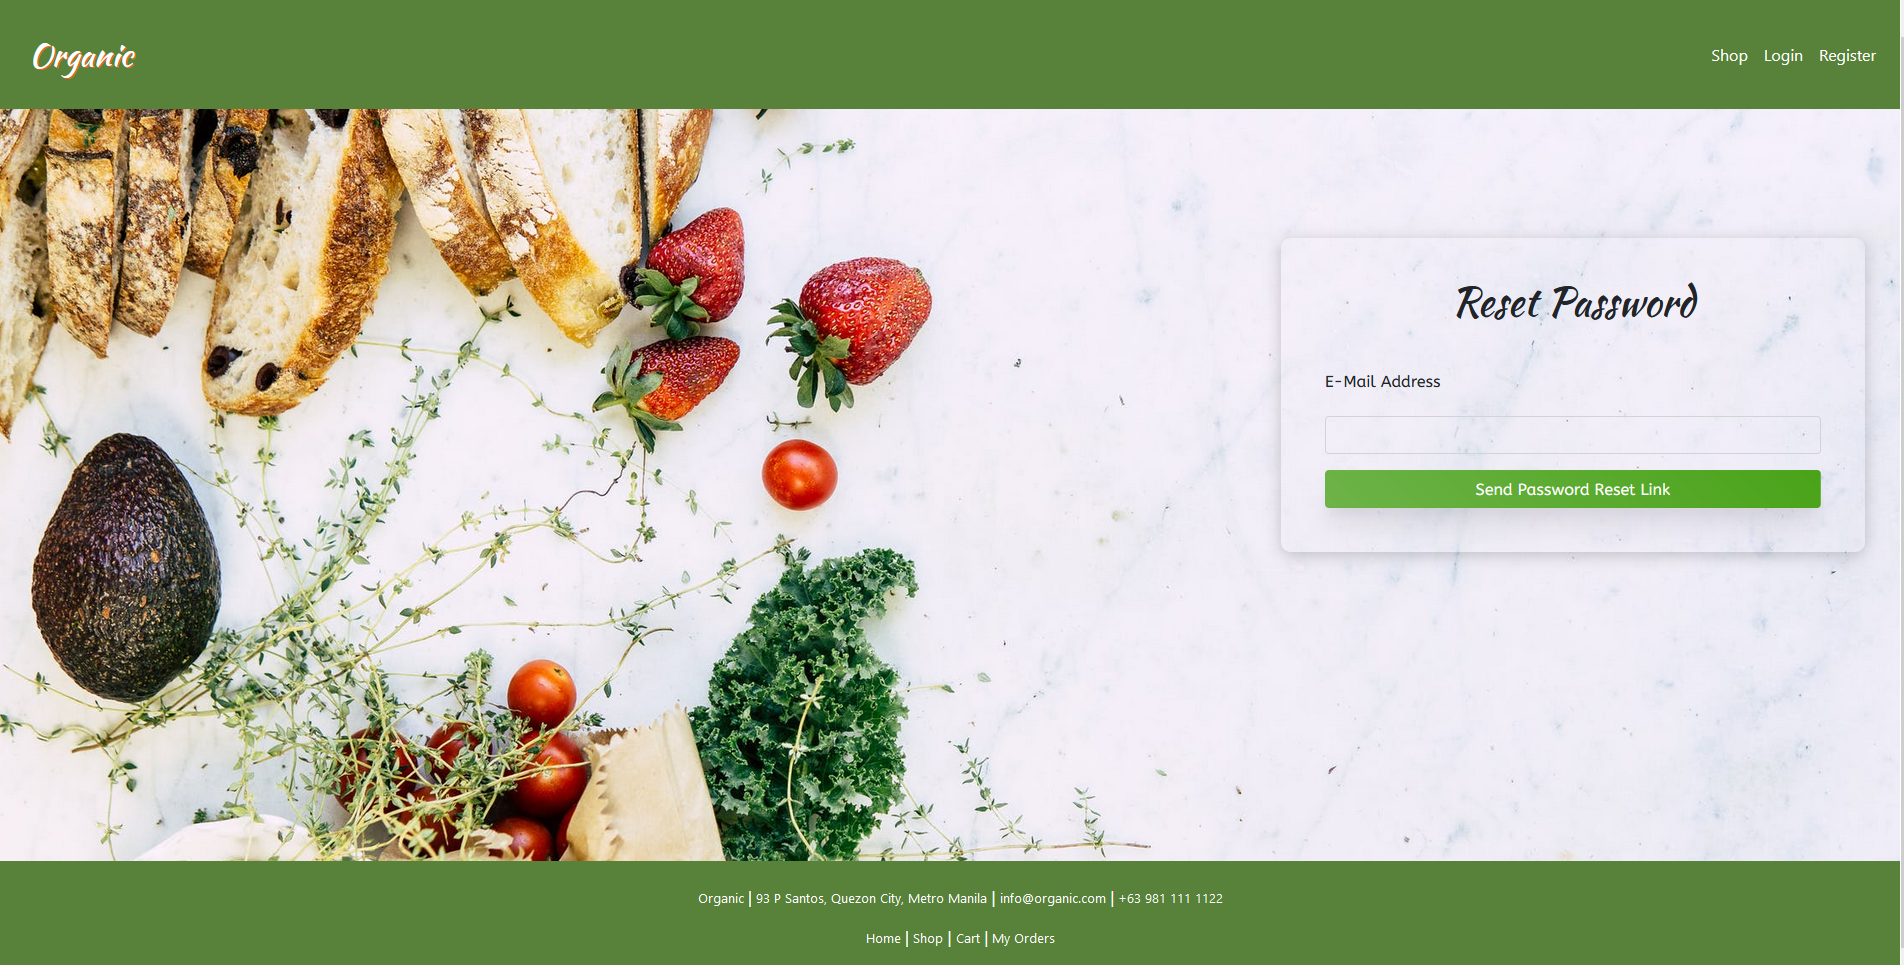 Organic
Shop Login Register
Reset Password
E-Mail Address
Send Password Reset Link
Organic | 93 P Santos, Quezon City, Metro Manila | info@organic.com | +63 981 111 1122
Home | Shop | Cart | My Orders